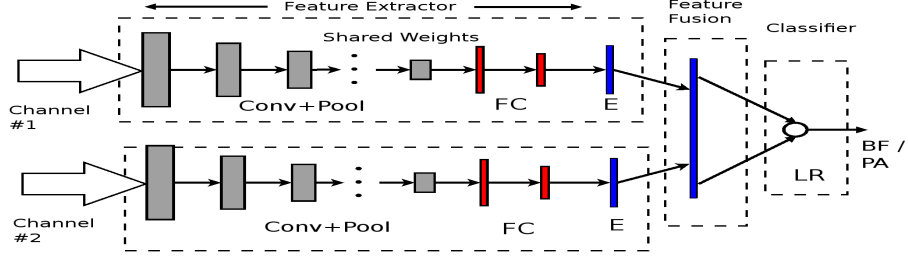 Feature Extractor
Feature
Fusion
Classifier
Shared Weights
Channel
#1
Conv+Pool
FC
E
BF /
PA
LR
Channel
#2
Conv+Pool
FC
E